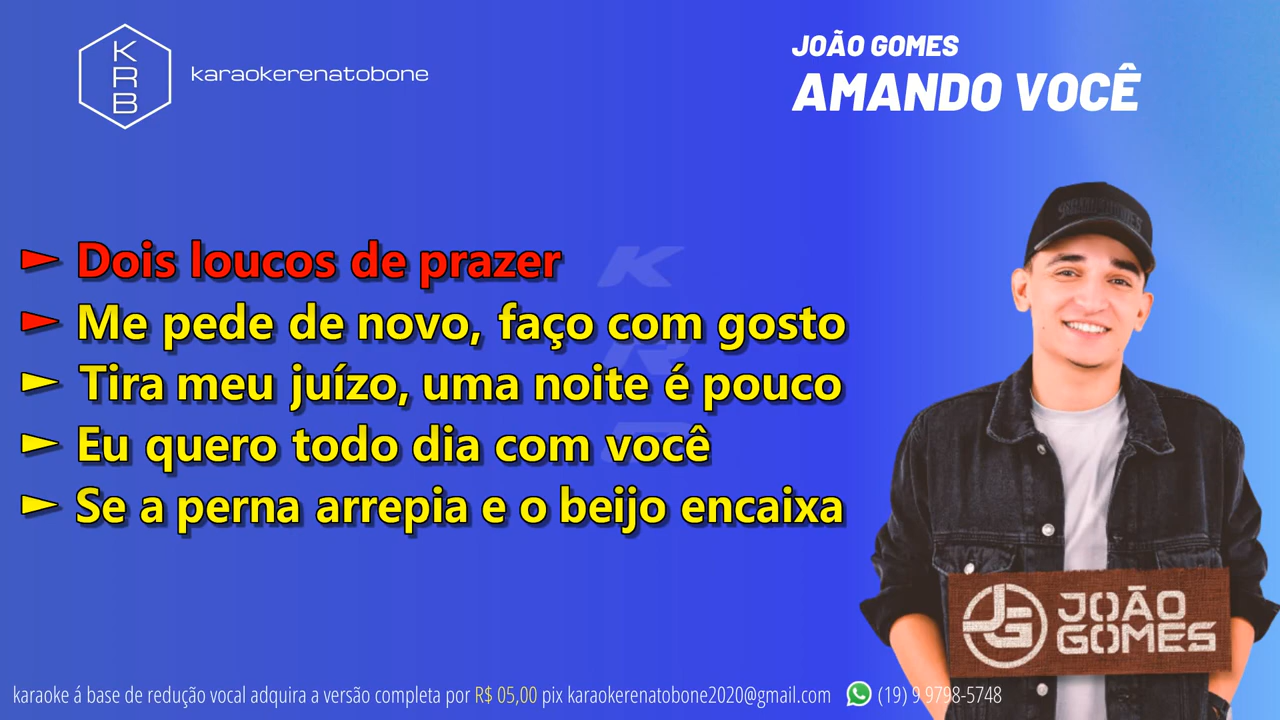 KRB
karaokerenatobone
JOÃO GOMES
AMANDO VOCÊ
Dois loucos de prazer
Me pede de novo, faço com gosto
Tira meu juízo, uma noite é pouco
Eu quero todo dia com você
Se a perna arrepia e o beijo encaixa
JG
JOÃO
GOMES
karaoke á base de redução vocal adquira a versão completa por R$ 05,00 pix karaokerenatobone2020@gmail.com (19) 9 9798-5748